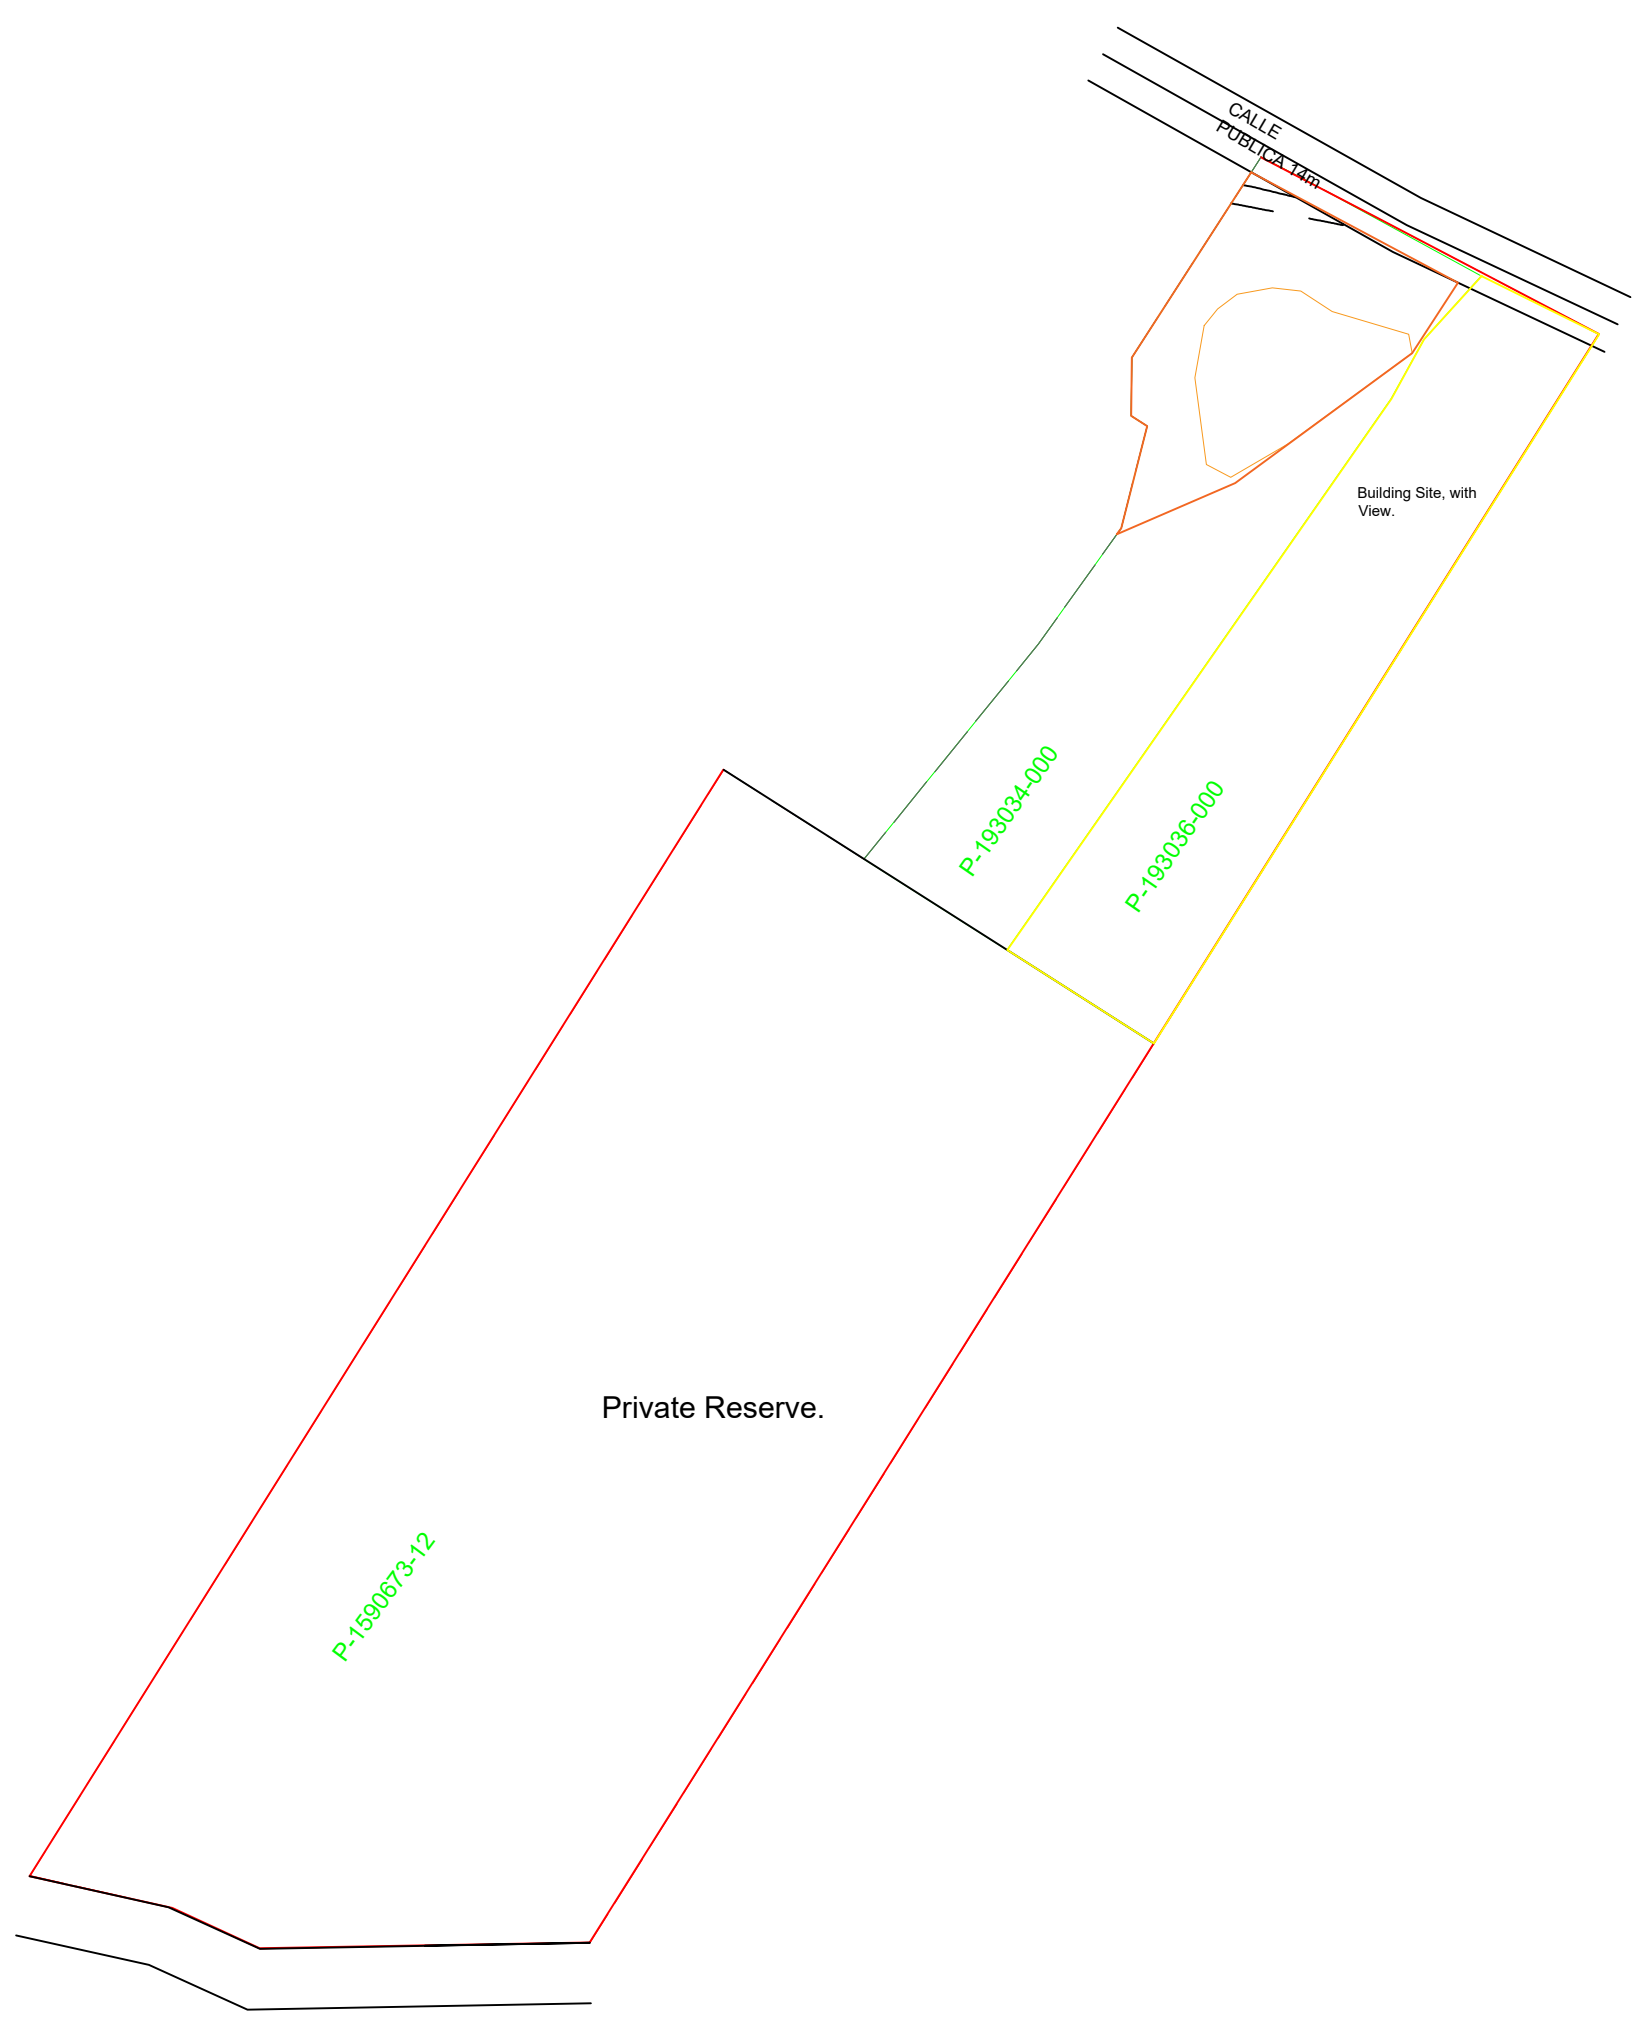 CALLE
PUBLICA 14m
Building Site, with
View.
P-193034-000
P-193036-000
Private Reserve.
P-1590673-12